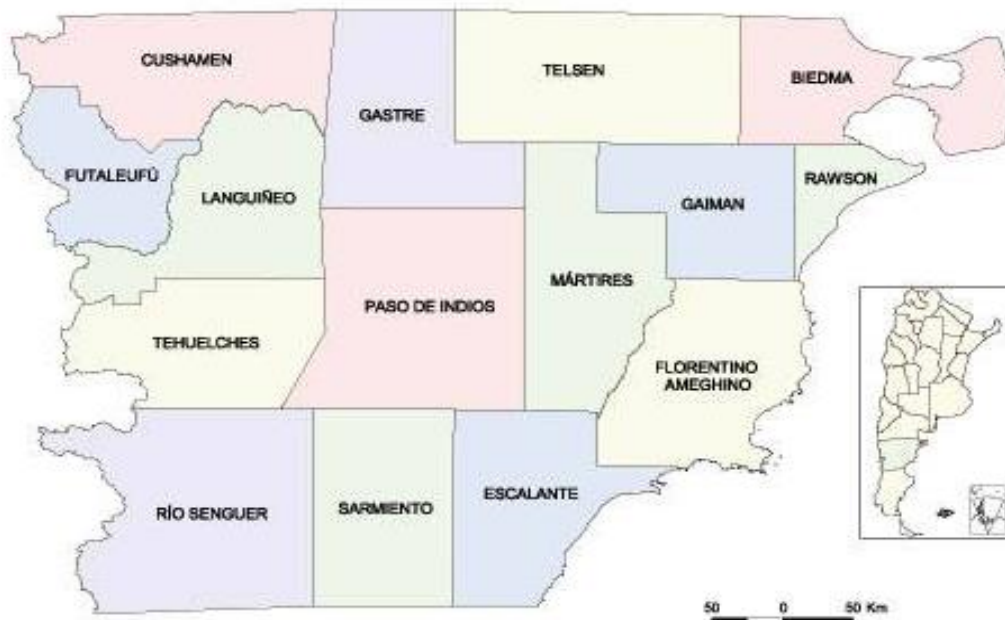 CUSHAMEN
TELSEN
BIEDMA
GASTRE
FUTALEUFÚ
RAWSON
LANGUIÑEO
GAIMAN
MÁRTIRES
PASO DE INDIOS
TEHUELCHES
FLORENTINO
AMEGHINO
ESCALANTE
SARMIENTO
RÍO SENGUER
50 0 50 Km